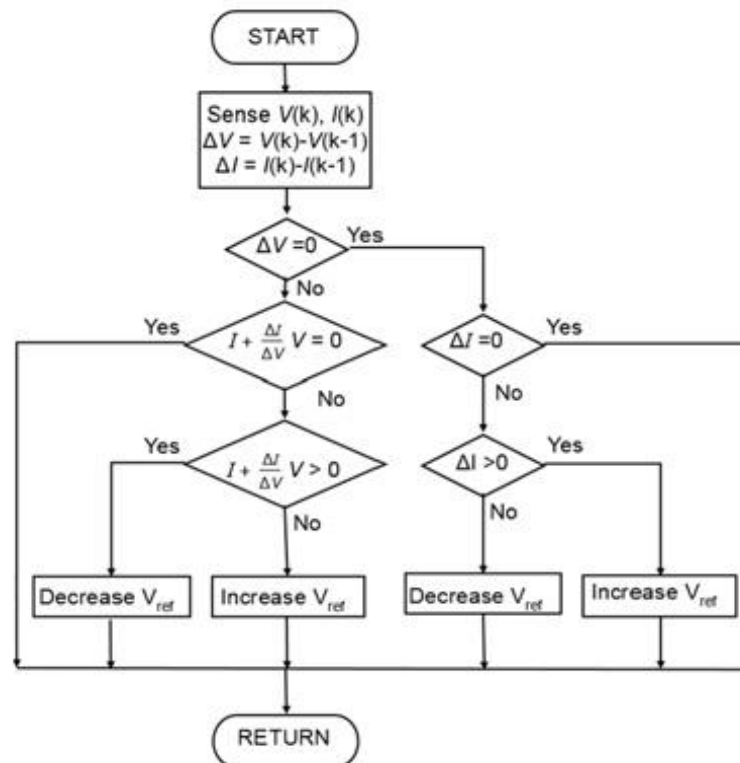 START
Sense V(k), I(k)
ΔV = V(k)-V(k-1)
ΔI = I(k)-I(k-1)
ΔV =0
Yes
No
Yes
I + ΔI/ΔV V = 0
ΔI=0
Yes
No
No
Yes
I + ΔI/ΔV V > 0
ΔI >0
Yes
No
No
Decrease Vref
Increase Vref
Decrease Vref
Increase Vref
RETURN